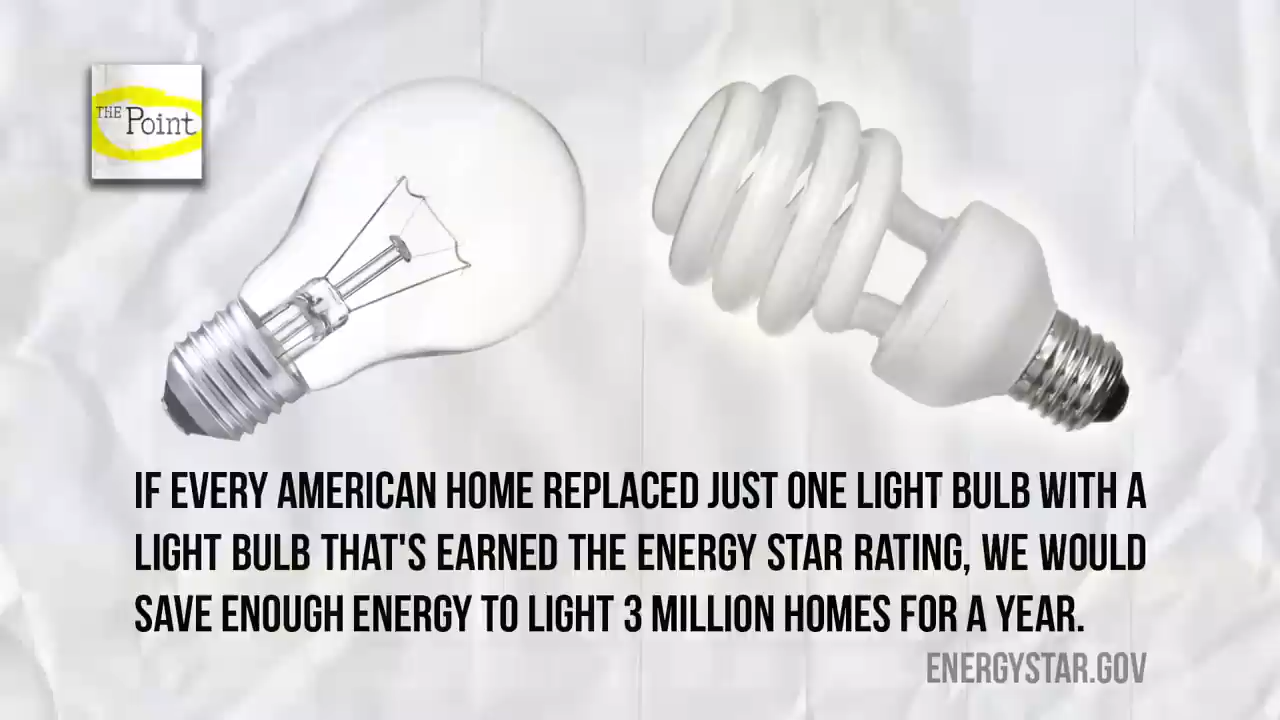 THE
Point
IF EVERY AMERICAN HOME REPLACED JUST ONE LIGHT BULB WITH A
LIGHT BULB THAT'S EARNED THE ENERGY STAR RATING, WE WOULD
SAVE ENOUGH ENERGY TO LIGHT 3 MILLION HOMES FOR A YEAR.
ENERGYSTAR.GOV